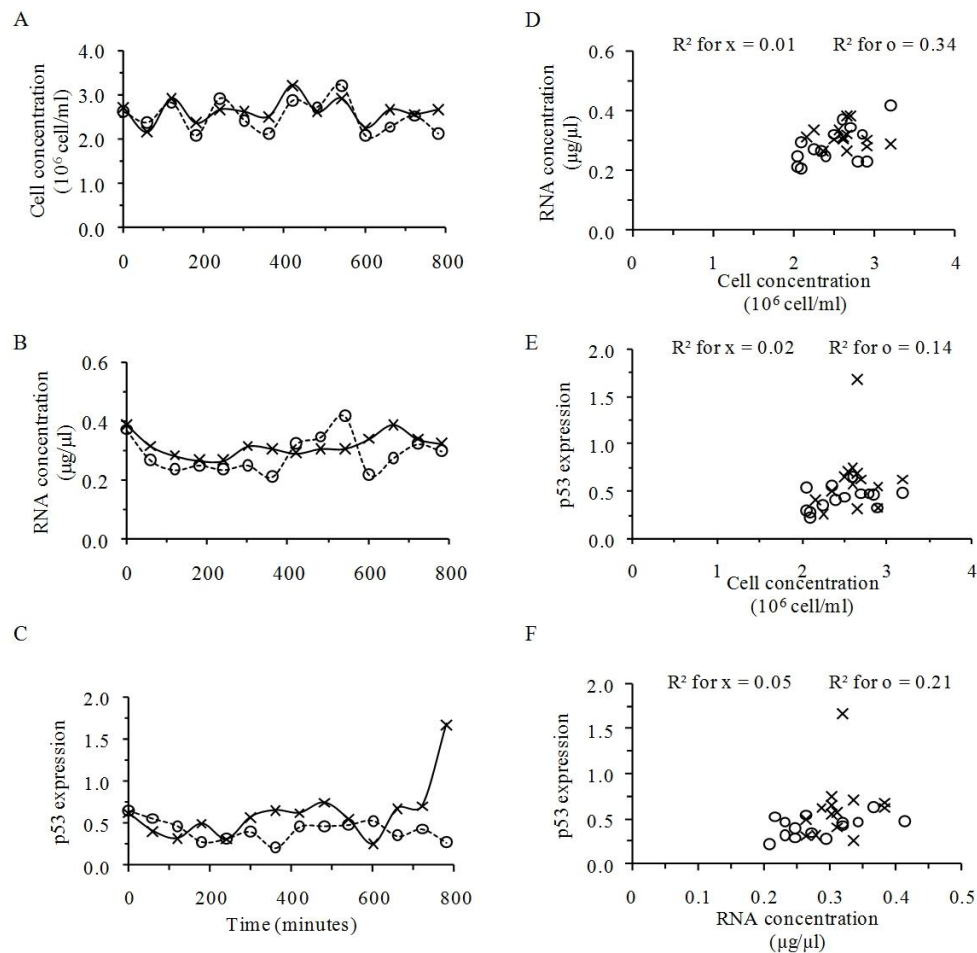 A
Cell concentration
(10⁶ cell/ml)
4.0
3.0
2.0
1.0
0.0
0 200 400 600 800
B
RNA concentration
(µg/µl)
0.6
0.4
0.2
0.0
0 200 400 600 800
C
p53 expression
2.0
1.5
1.0
0.5
0.0
0 200 400 600 800
Time (minutes)
D
R² for x = 0.01 R² for o = 0.34
RNA concentration
(µg/µl)
0.6
0.4
0.2
0.0
0 1 2 3 4
Cell concentration
(10⁶ cell/ml)
E
R² for x = 0.02 R² for o = 0.14
p53 expression
2.0
1.5
1.0
0.5
0.0
0 1 2 3 4
Cell concentration
(10⁶ cell/ml)
F
R² for x = 0.05 R² for o = 0.21
p53 expression
2.0
1.5
1.0
0.5
0.0
0 0.1 0.2 0.3 0.4 0.5
RNA concentration
(µg/µl)